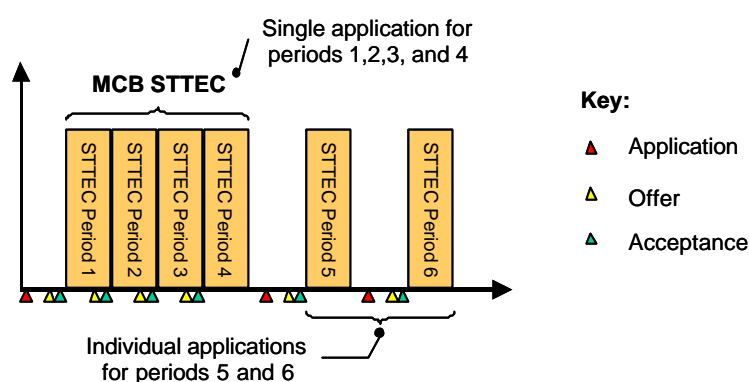 Single application for
periods 1,2,3, and 4
MCB STTEC
STTEC Period 1
STTEC Period 2
STTEC Period 3
STTEC Period 4
STTEC Period 5
STTEC Period 6
Individual applications
for periods 5 and 6
Key:
Application
Offer
Acceptance